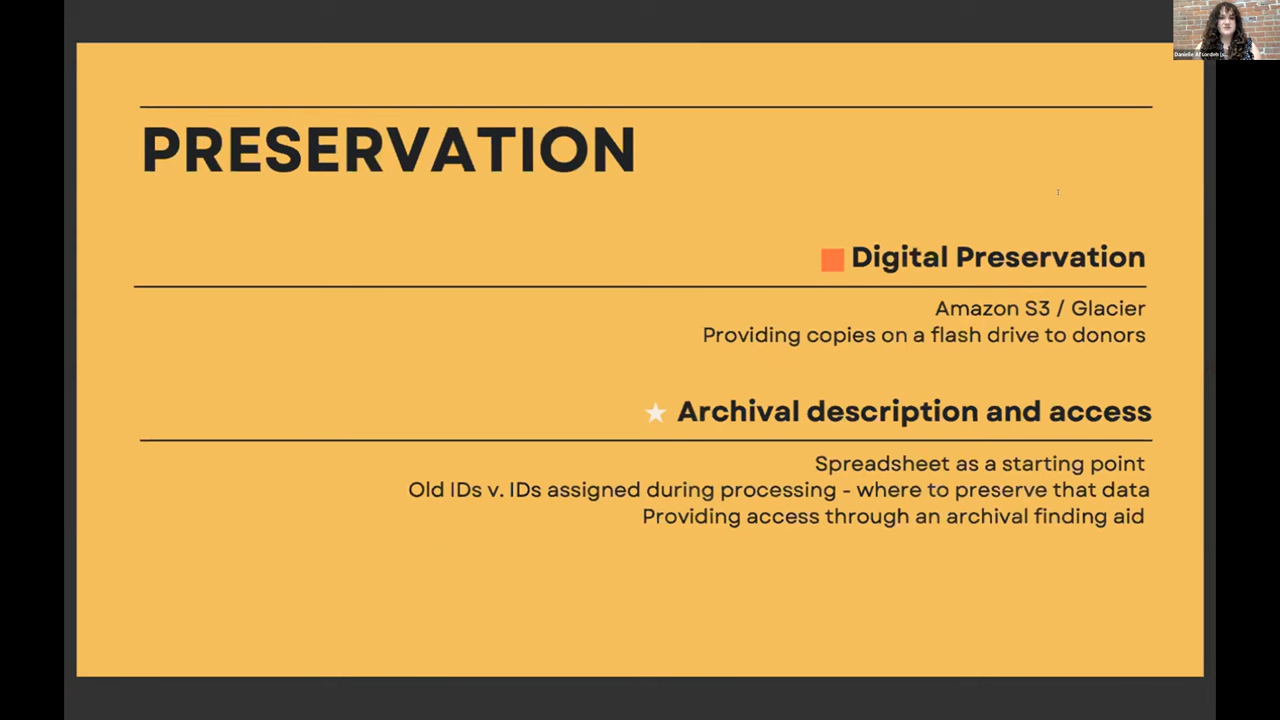 PRESERVATION
Digital Preservation
Amazon S3 / Glacier
Providing copies on a flash drive to donors
Archival description and access
Spreadsheet as a starting point
Old IDs v. IDs assigned during processing - where to preserve that data
Providing access through an archival finding aid
Danielle